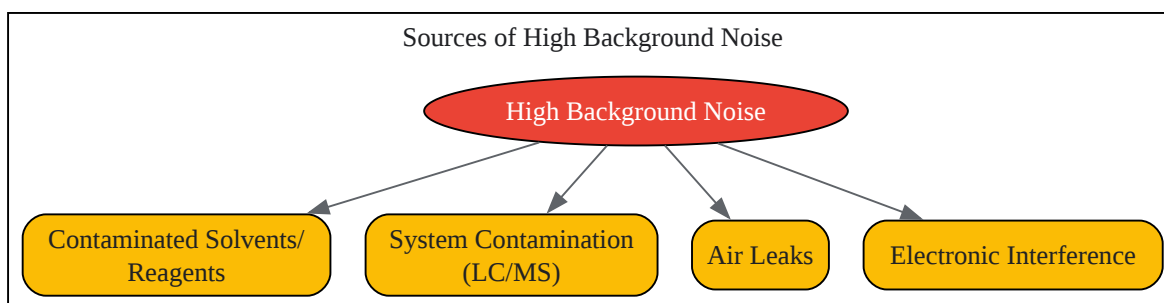 Sources of High Background Noise
High Background Noise
Contaminated Solvents/
Reagents
System Contamination
(LC/MS)
Air Leaks
Electronic Interference